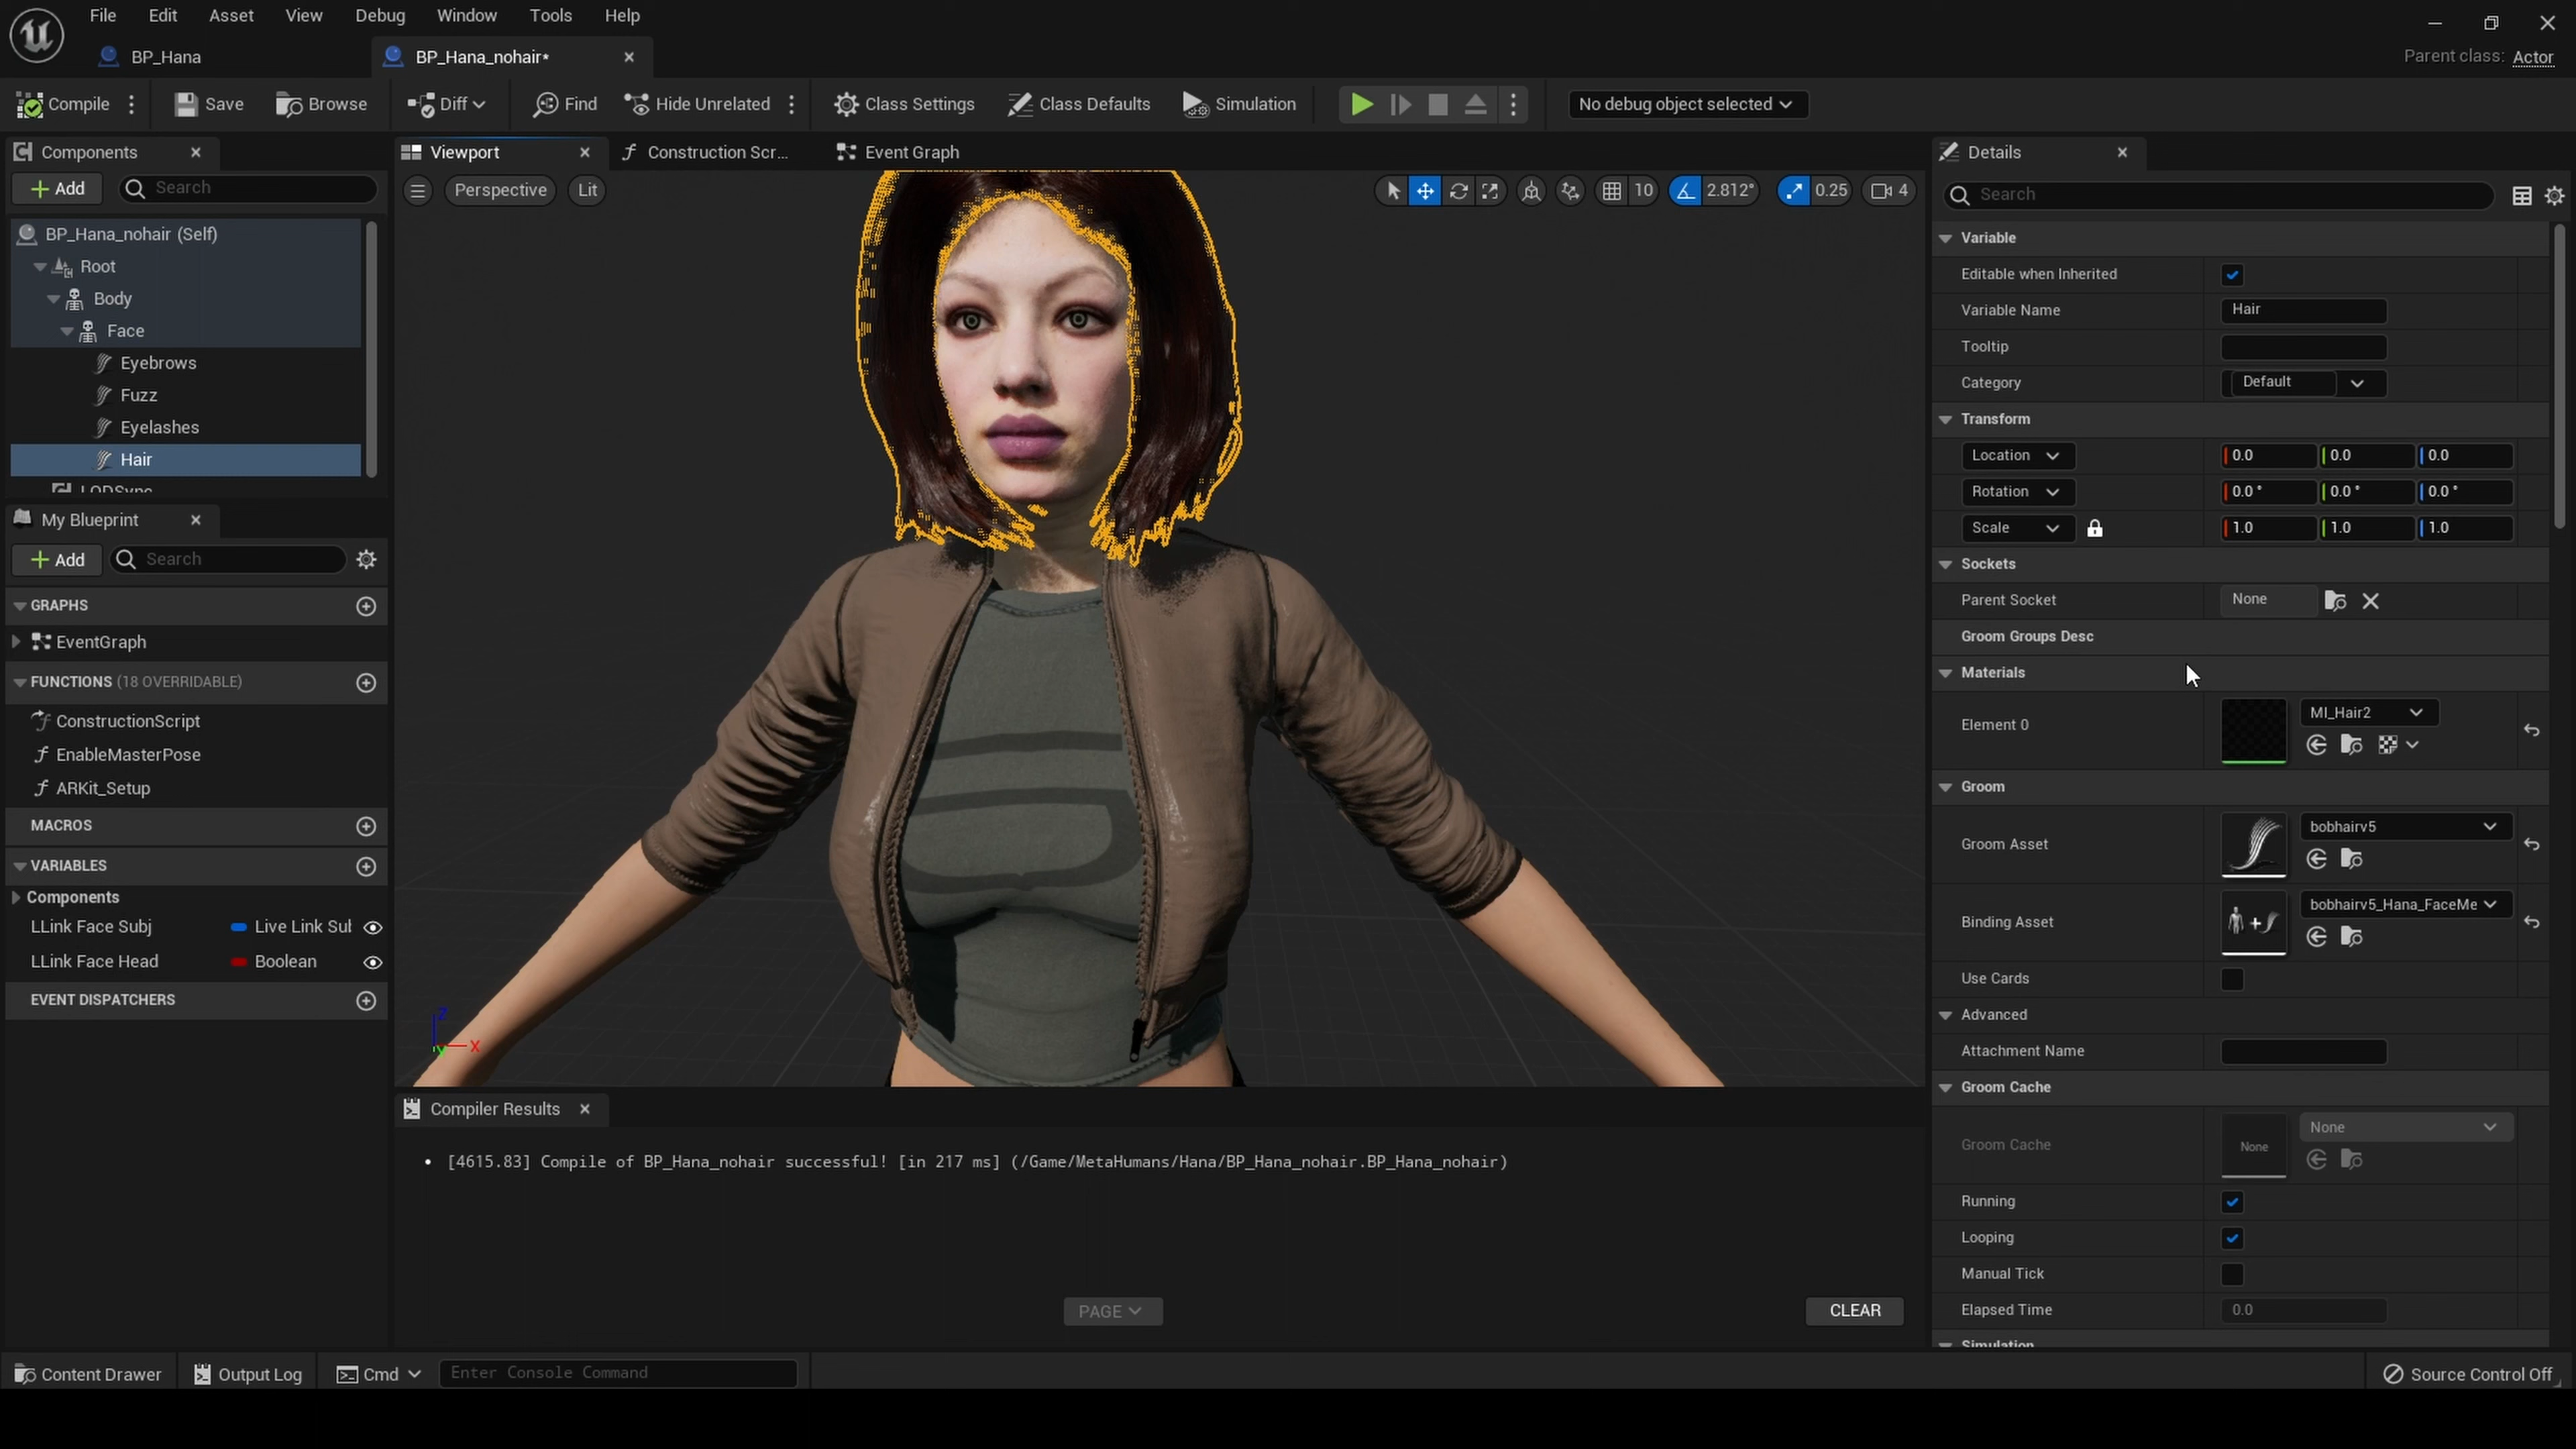 File Edit Asset View Debug Window Tools Help
BP_Hana
BP_Hana_nohair*
Parent class: Actor
Compile
Save
Browse
Diff
Find
Hide Unrelated
Class Settings
Class Defaults
Simulation
No debug object selected
Components
Add
Search
BP_Hana_nohair (Self)
Root
Body
Face
Eyebrows
Fuzz
Eyelashes
Hair
LODSync
My Blueprint
Add
Search
GRAPHS
EventGraph
FUNCTIONS (18 OVERRIDABLE)
ConstructionScript
EnableMasterPose
ARKit_Setup
MACROS
VARIABLES
Components
LLink Face Subj Live Link Sub
LLink Face Head Boolean
EVENT DISPATCHERS
Viewport
Construction Scr...
Event Graph
Perspective
Lit
10
2.812°
0.25
4
Z
Y
X
Compiler Results
• [4615.83] Compile of BP_Hana_nohair successful! [in 217 ms] (/Game/MetaHumans/Hana/BP_Hana_nohair.BP_Hana_nohair)
PAGE
CLEAR
Details
Search
Variable
Editable when Inherited
Variable Name Hair
Tooltip
Category Default
Transform
Location 0.0 0.0 0.0
Rotation 0.0 ° 0.0 ° 0.0 °
Scale 1.0 1.0 1.0
Sockets
Parent Socket None
Groom Groups Desc
Materials
Element 0 MI_Hair2
Groom
Groom Asset bobhairv5
Binding Asset bobhairv5_Hana_FaceMe
Use Cards
Advanced
Attachment Name
Groom Cache
Groom Cache None None
Running
Looping
Manual Tick
Elapsed Time 0.0
Simulation
Content Drawer
Output Log
Cmd
Enter Console Command
Source Control Off